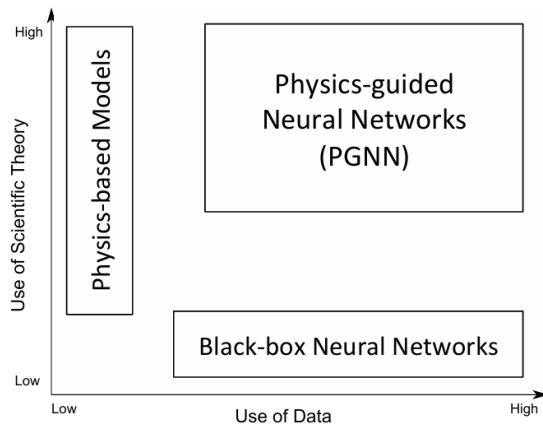 High
Use of Scientific Theory
Low
Physics-based Models
Physics-guided
Neural Networks
(PGNN)
Black-box Neural Networks
Low
High
Use of Data